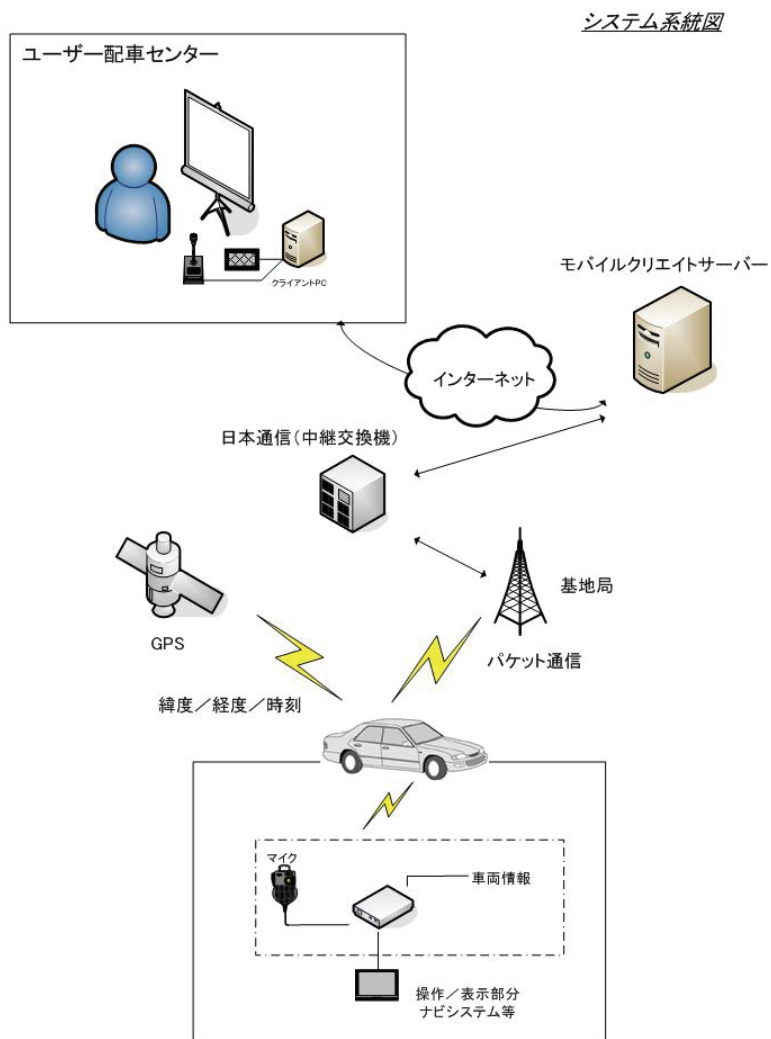 システム系統図
ユーザー配車センター
クライアントPC
モバイルクリエイトサーバー
インターネット
日本通信(中継交換機)
基地局
GPS
パケット通信
緯度／経度／時刻
マイク
車両情報
操作／表示部分
ナビシステム等